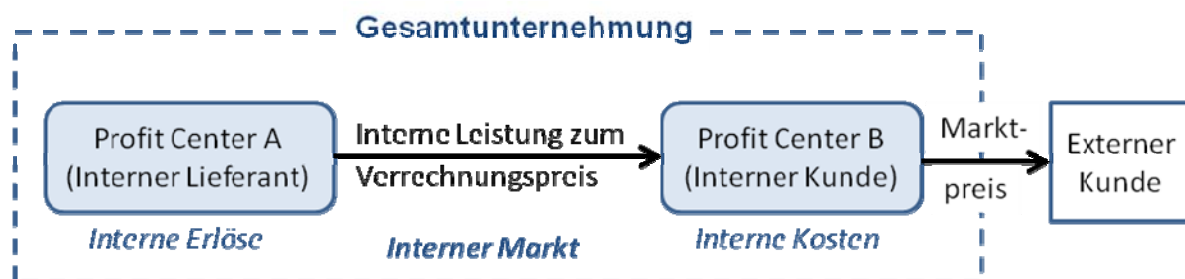 Gesamtunternehmung
Profit Center A
(Interner Lieferant)
Interne Leistung zum
Verrechnungspreis
Profit Center B
(Interner Kunde)
Markt-
preis
Externer
Kunde
Interne Erlöse
Interner Markt
Interne Kosten